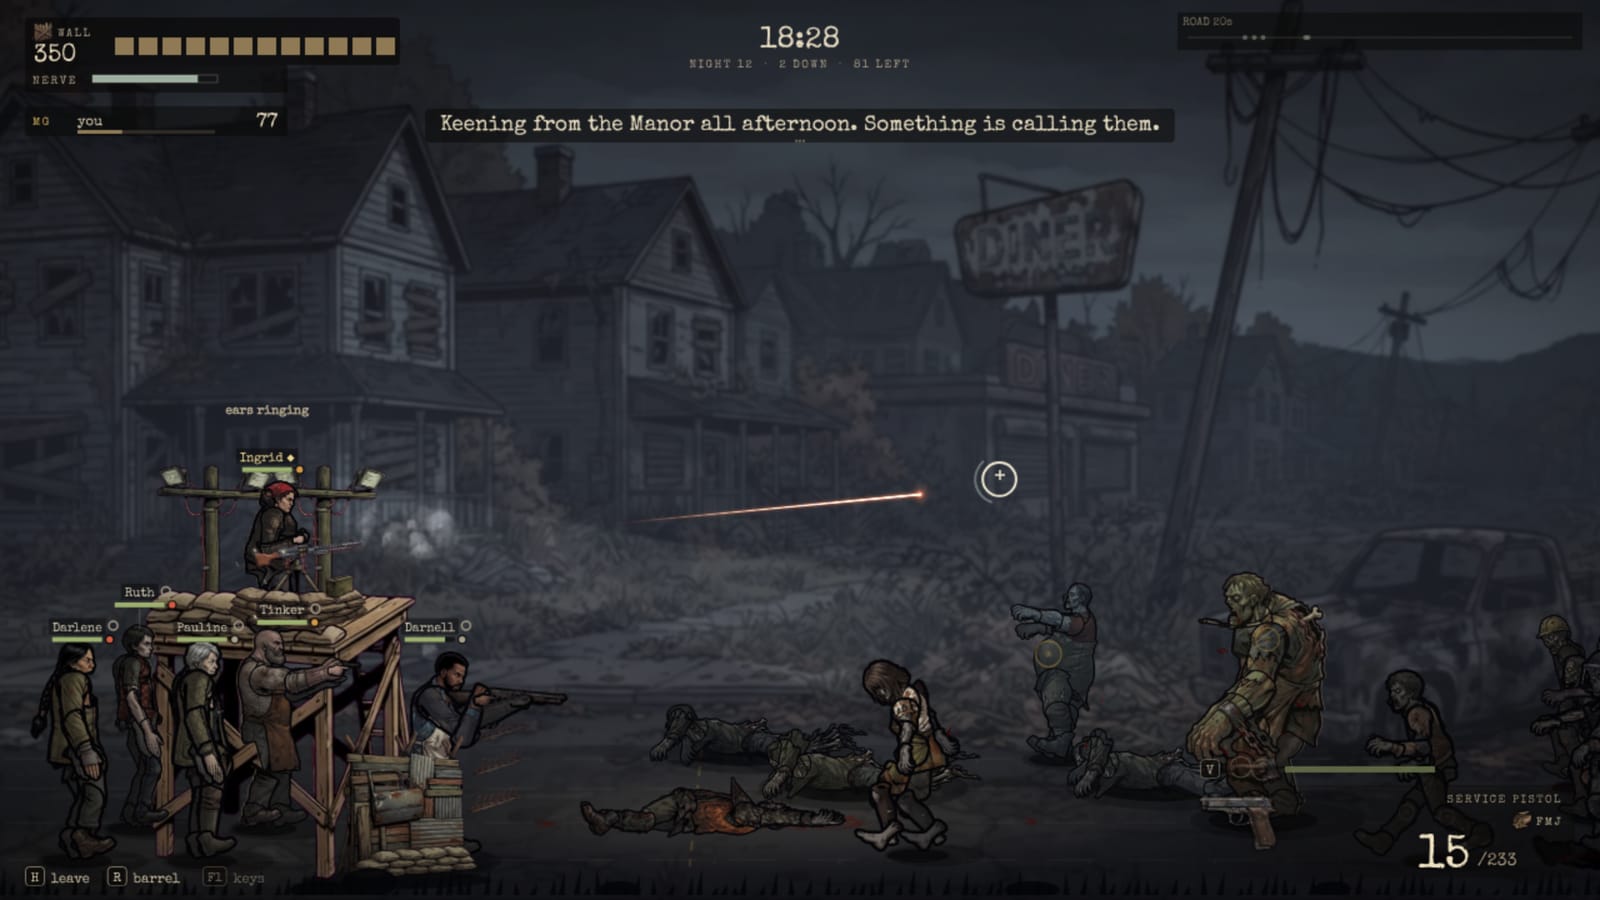 WALL
350
NERVE
MG you 77
18:28
NIGHT 12 · 2 DOWN · 81 LEFT
ROAD 20s
Keening from the Manor all afternoon. Something is calling them.
...
DINER
DINER
ears ringing
Ingrid
Ruth
Tinker
Darlene
Pauline
Darnell
V
SERVICE PISTOL
FMJ
15 /233
H leave R barrel F1 keys